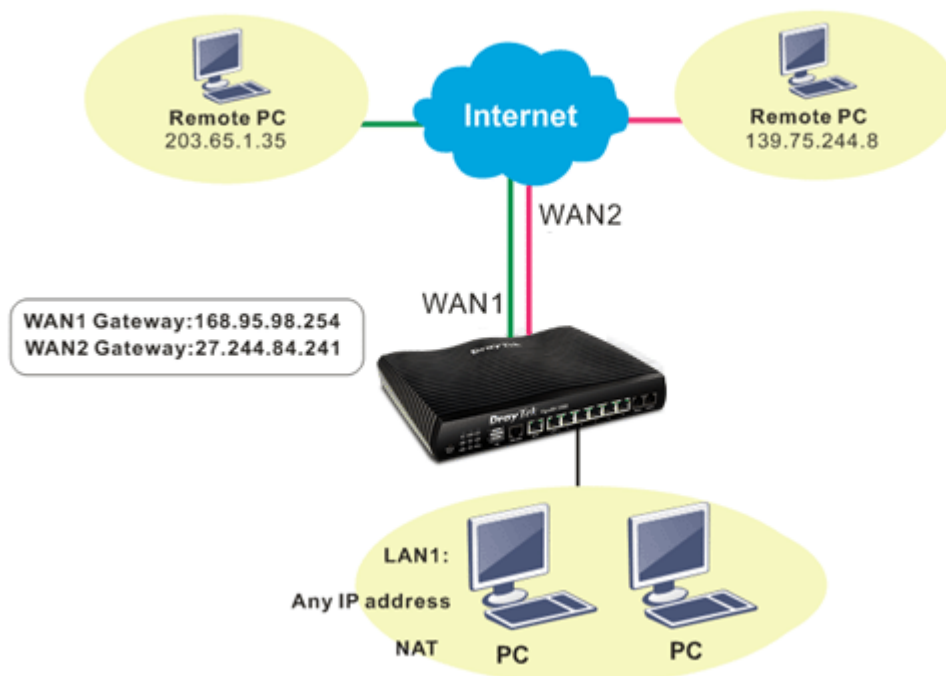 Internet
Remote PC
203.65.1.35
Remote PC
139.75.244.8
WAN2
WAN1
WAN1 Gateway:168.95.98.254
WAN2 Gateway:27.244.84.241
DrayTek
LAN1:
Any IP address
NAT
PC
PC